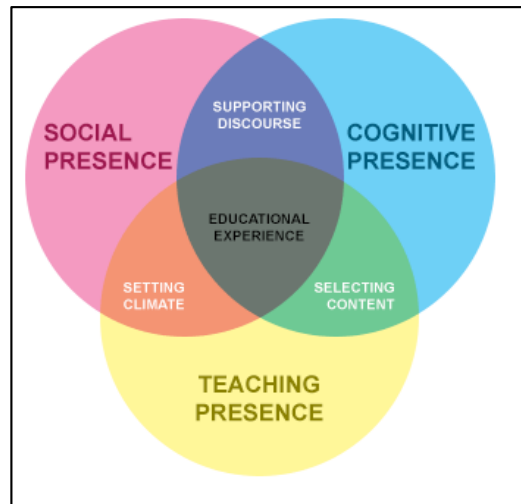 SUPPORTING
DISCOURSE
SOCIAL
PRESENCE
COGNITIVE
PRESENCE
EDUCATIONAL
EXPERIENCE
SETTING
CLIMATE
SELECTING
CONTENT
TEACHING
PRESENCE